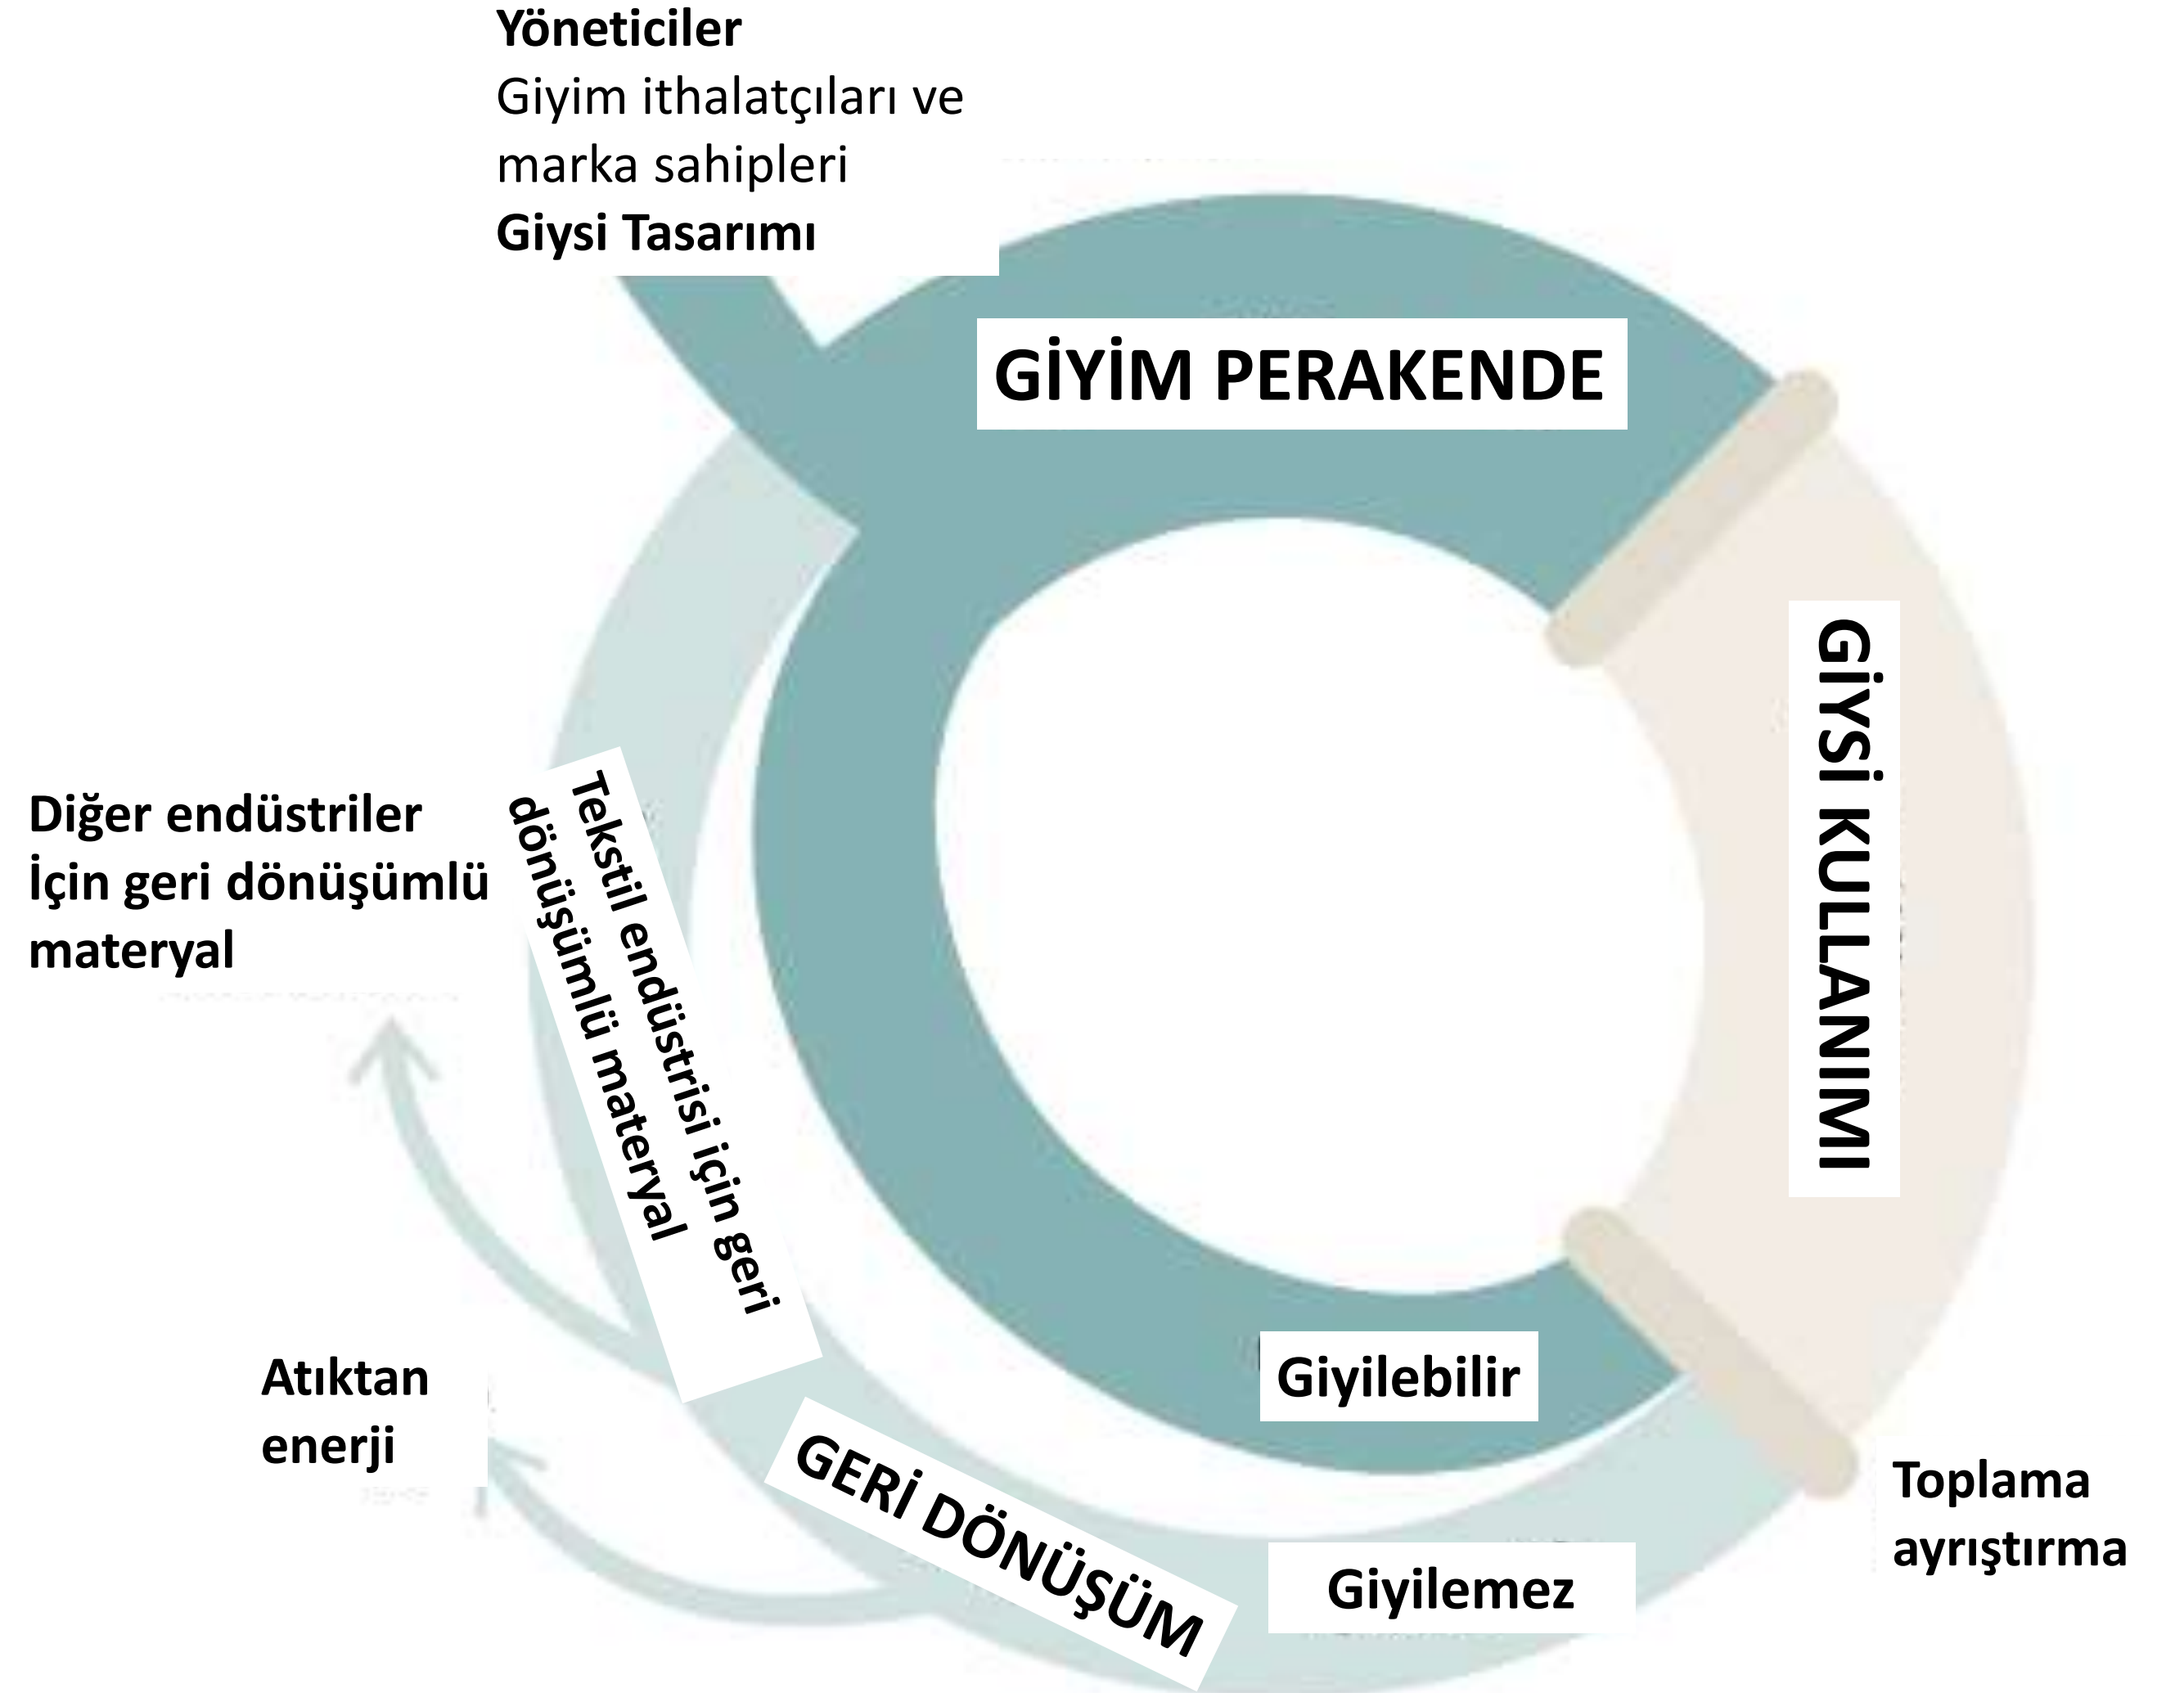 Yöneticiler
Giyim ithalatçıları ve
marka sahipleri
Giysi Tasarımı
GİYİM PERAKENDE
GİYSİ KULLANIMI
Diğer endüstriler
İçin geri dönüşümlü
materyal
Tekstil endüstrisi için geri
dönüşümlü materyal
Atıktan
enerji
Giyilebilir
GERİ DÖNÜŞÜM
Giyilemez
Toplama
ayrıştırma